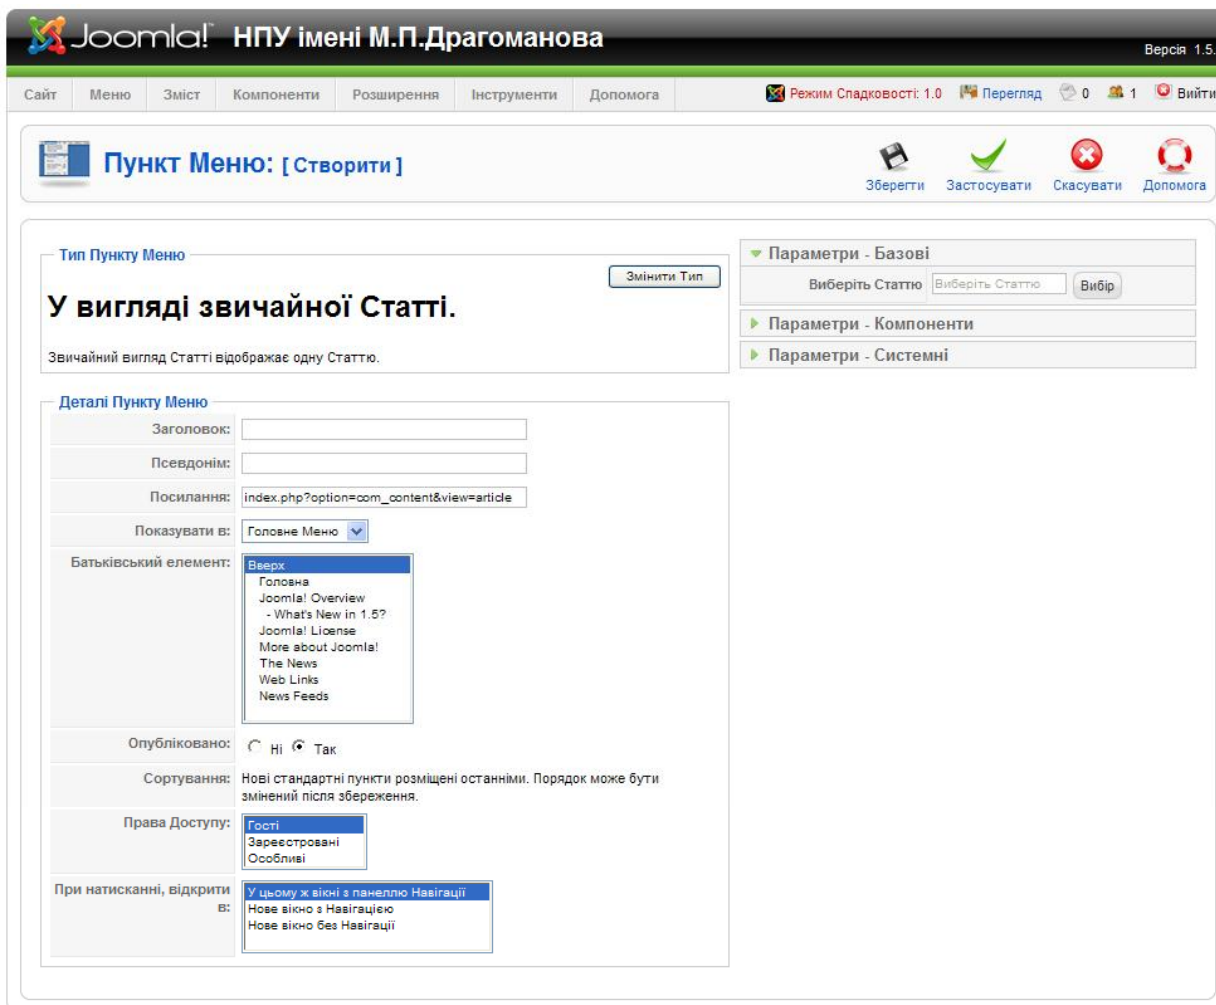 Joomla! НПУ імені М.П.Драгоманова
Версія 1.5.
Сайт Меню Зміст Компоненти Розширення Інструменти Допомога Режим Спадковості: 1.0 Перегляд 0 1 Вийти
Пункт Меню: [ Створити ]
Зберегти Застосувати Скасувати Допомога
Тип Пункту Меню
Змінити Тип
У вигляді звичайної Статті.
Звичайний вигляд Статті відображає одну Статтю.
Параметри - Базові
Виберіть Статтю Виберіть Статтю Вибір
Параметри - Компоненти
Параметри - Системні
Деталі Пункту Меню
Заголовок:
Псевдонім:
Посилання: index.php?option=com_content&view=article
Показувати в: Головне Меню
Батьківський елемент: Вверх
Головна
Joomla! Overview
- What's New in 1.5?
Joomla! License
More about Joomla!
The News
Web Links
News Feeds
Опубліковано: Ні Так
Сортування: Нові стандартні пункти розміщені останніми. Порядок може бути
змінений після збереження.
Права Доступу: Гості
Зареєстровані
Особливі
При натисканні, відкрити
в:
У цьому ж вікні з панеллю Навігації
Нове вікно з Навігацією
Нове вікно без Навігації